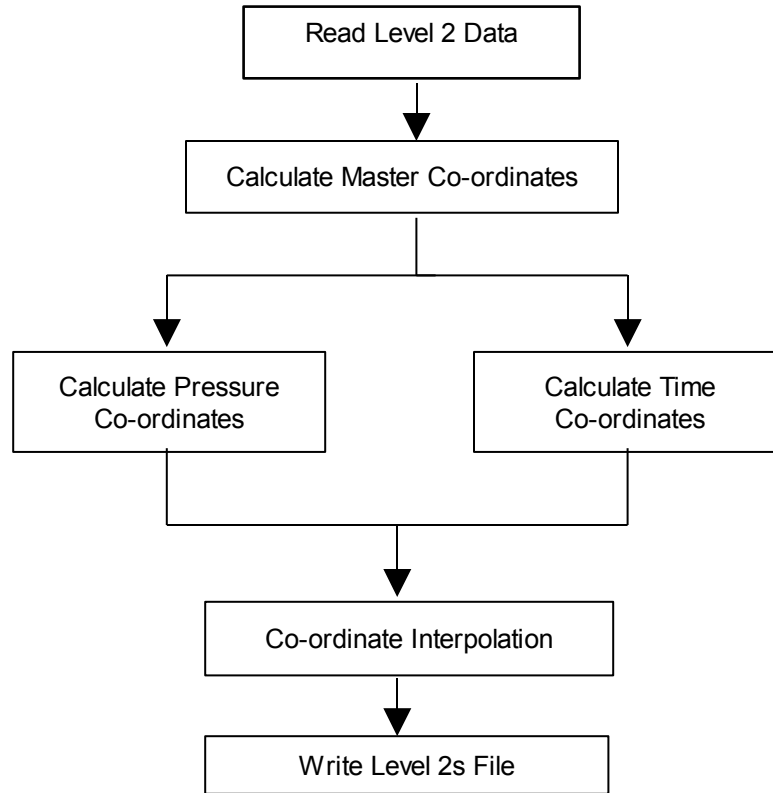 Read Level 2 Data
Calculate Master Co-ordinates
Calculate Pressure
Co-ordinates
Calculate Time
Co-ordinates
Co-ordinate Interpolation
Write Level 2s File